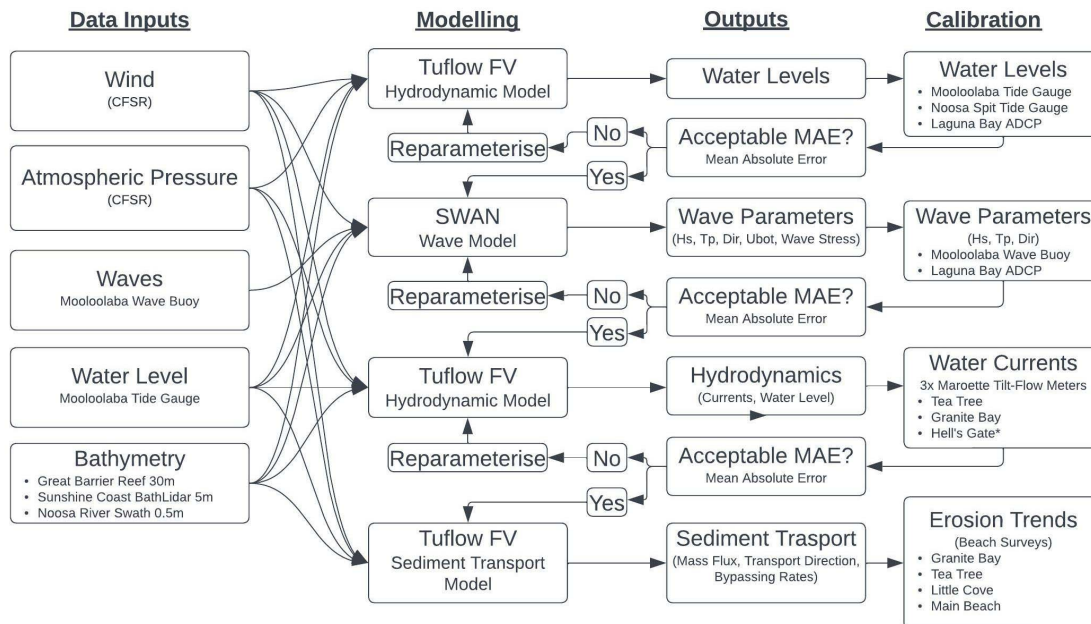 Data Inputs
Modelling
Outputs
Calibration
Wind
(CFSR)
Atmospheric Pressure
(CFSR)
Waves
Mooloolaba Wave Buoy
Water Level
Mooloolaba Tide Gauge
Bathymetry
• Great Barrier Reef 30m
• Sunshine Coast BathLidar 5m
• Noosa River Swath 0.5m
Tuflow FV
Hydrodynamic Model
Water Levels
Water Levels
• Mooloolaba Tide Gauge
• Noosa Spit Tide Gauge
• Laguna Bay ADCP
Reparameterise
No
Yes
Acceptable MAE?
Mean Absolute Error
SWAN
Wave Model
Wave Parameters
(Hs, Tp, Dir, Ubot, Wave Stress)
Wave Parameters
(Hs, Tp, Dir)
• Mooloolaba Wave Buoy
• Laguna Bay ADCP
Reparameterise
No
Yes
Acceptable MAE?
Mean Absolute Error
Tuflow FV
Hydrodynamic Model
Hydrodynamics
(Currents, Water Level)
Water Currents
3x Maroette Tilt-Flow Meters
• Tea Tree
• Granite Bay
• Hell's Gate*
Reparameterise
No
Yes
Acceptable MAE?
Mean Absolute Error
Tuflow FV
Sediment Transport
Model
Sediment Trasport
(Mass Flux, Transport Direction,
Bypassing Rates)
Erosion Trends
(Beach Surveys)
• Granite Bay
• Tea Tree
• Little Cove
• Main Beach